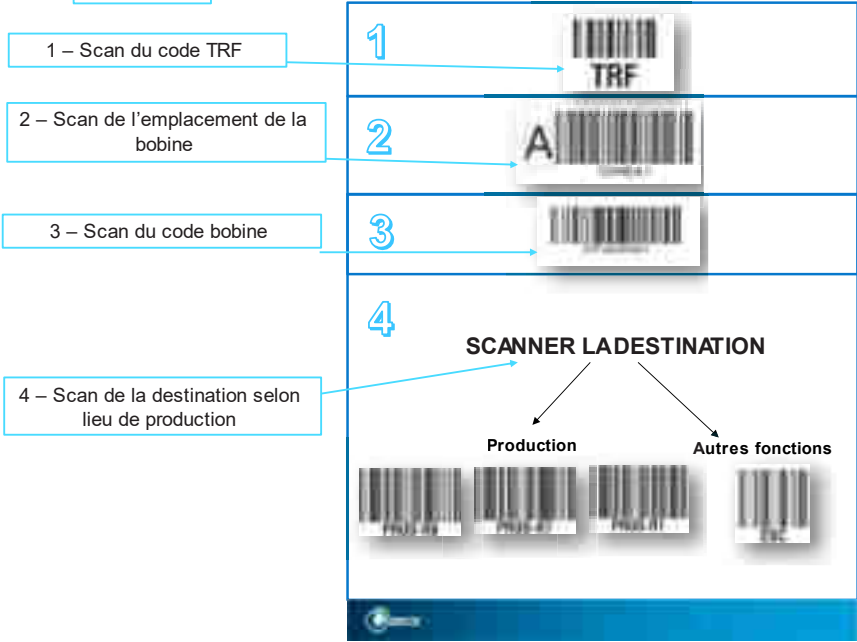 1 – Scan du code TRF
1
TRF
2 – Scan de l’emplacement de la
bobine
2
A
3 – Scan du code bobine
3
4
SCANNER LADESTINATION
4 – Scan de la destination selon
lieu de production
Production
Autres fonctions